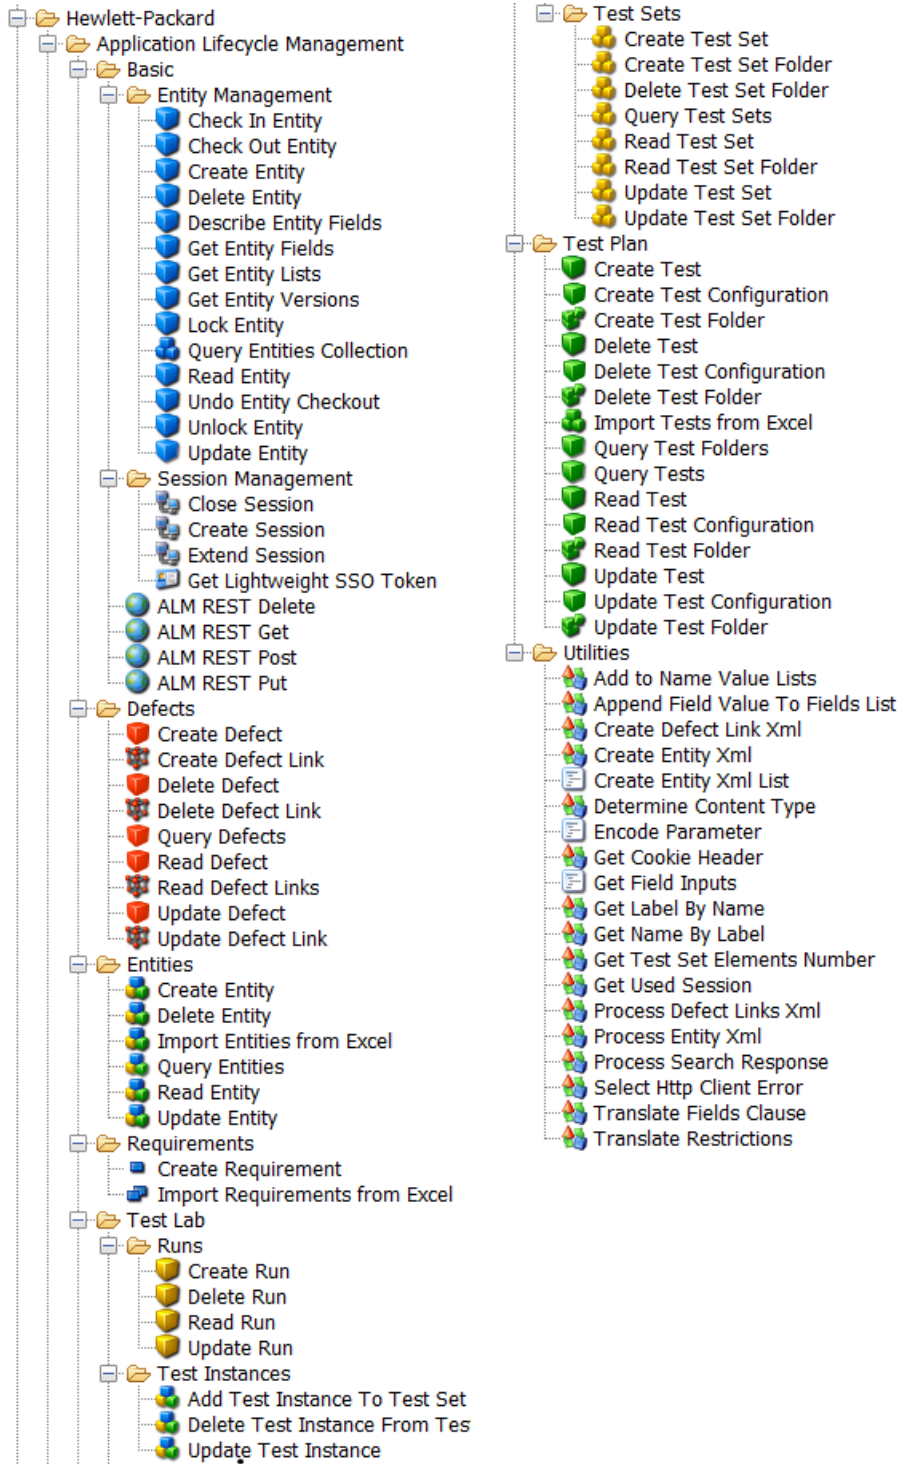 Hewlett-Packard
Application Lifecycle Management
Basic
Entity Management
Check In Entity
Check Out Entity
Create Entity
Delete Entity
Describe Entity Fields
Get Entity Fields
Get Entity Lists
Get Entity Versions
Lock Entity
Query Entities Collection
Read Entity
Undo Entity Checkout
Unlock Entity
Update Entity
Session Management
Close Session
Create Session
Extend Session
Get Lightweight SSO Token
ALM REST Delete
ALM REST Get
ALM REST Post
ALM REST Put
Defects
Create Defect
Create Defect Link
Delete Defect
Delete Defect Link
Query Defects
Read Defect
Read Defect Links
Update Defect
Update Defect Link
Entities
Create Entity
Delete Entity
Import Entities from Excel
Query Entities
Read Entity
Update Entity
Requirements
Create Requirement
Import Requirements from Excel
Test Lab
Runs
Create Run
Delete Run
Read Run
Update Run
Test Instances
Add Test Instance To Test Set
Delete Test Instance From Tes
Update Test Instance
Test Sets
Create Test Set
Create Test Set Folder
Delete Test Set Folder
Query Test Sets
Read Test Set
Read Test Set Folder
Update Test Set
Update Test Set Folder
Test Plan
Create Test
Create Test Configuration
Create Test Folder
Delete Test
Delete Test Configuration
Delete Test Folder
Import Tests from Excel
Query Test Folders
Query Tests
Read Test
Read Test Configuration
Read Test Folder
Update Test
Update Test Configuration
Update Test Folder
Utilities
Add to Name Value Lists
Append Field Value To Fields List
Create Defect Link Xml
Create Entity Xml
Create Entity Xml List
Determine Content Type
Encode Parameter
Get Cookie Header
Get Field Inputs
Get Label By Name
Get Name By Label
Get Test Set Elements Number
Get Used Session
Process Defect Links Xml
Process Entity Xml
Process Search Response
Select Http Client Error
Translate Fields Clause
Translate Restrictions